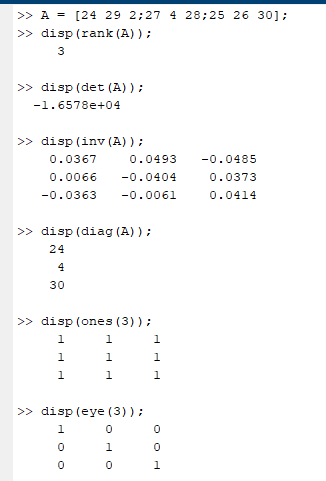 >> A = [24 29 2;27 4 28;25 26 30];
>> disp(rank(A));
3
>> disp(det(A));
-1.6578e+04
>> disp(inv(A));
0.0367 0.0493 -0.0485
0.0066 -0.0404 0.0373
-0.0363 -0.0061 0.0414
>> disp(diag(A));
24
4
30
>> disp(ones(3));
1 1 1
1 1 1
1 1 1
>> disp(eye(3));
1 0 0
0 1 0
0 0 1